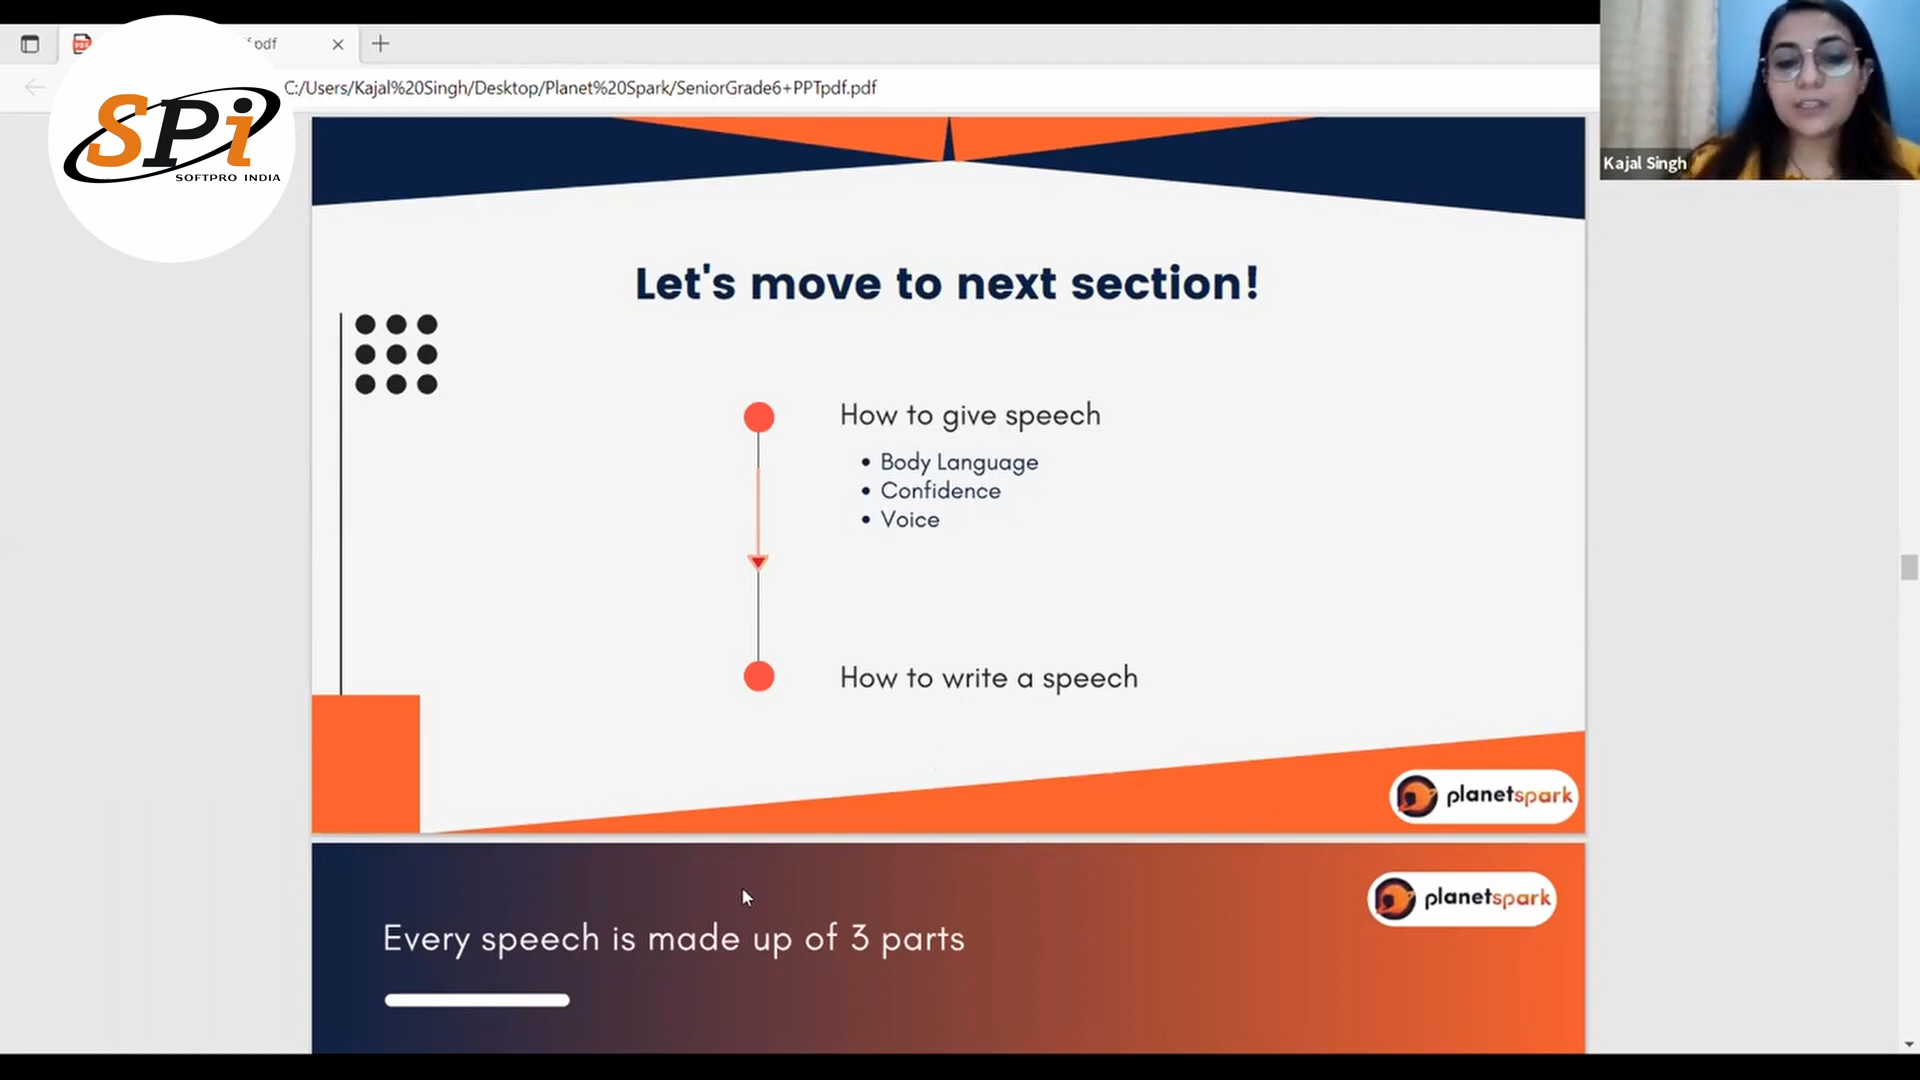 f.pdf
C:/Users/Kajal%20Singh/Desktop/Planet%20Spark/SeniorGrade6+PPTpdf.pdf
SPi
SOFTPRO INDIA
Kajal Singh
Let's move to next section!
How to give speech
• Body Language
• Confidence
• Voice
How to write a speech
planetspark
planetspark
Every speech is made up of 3 parts